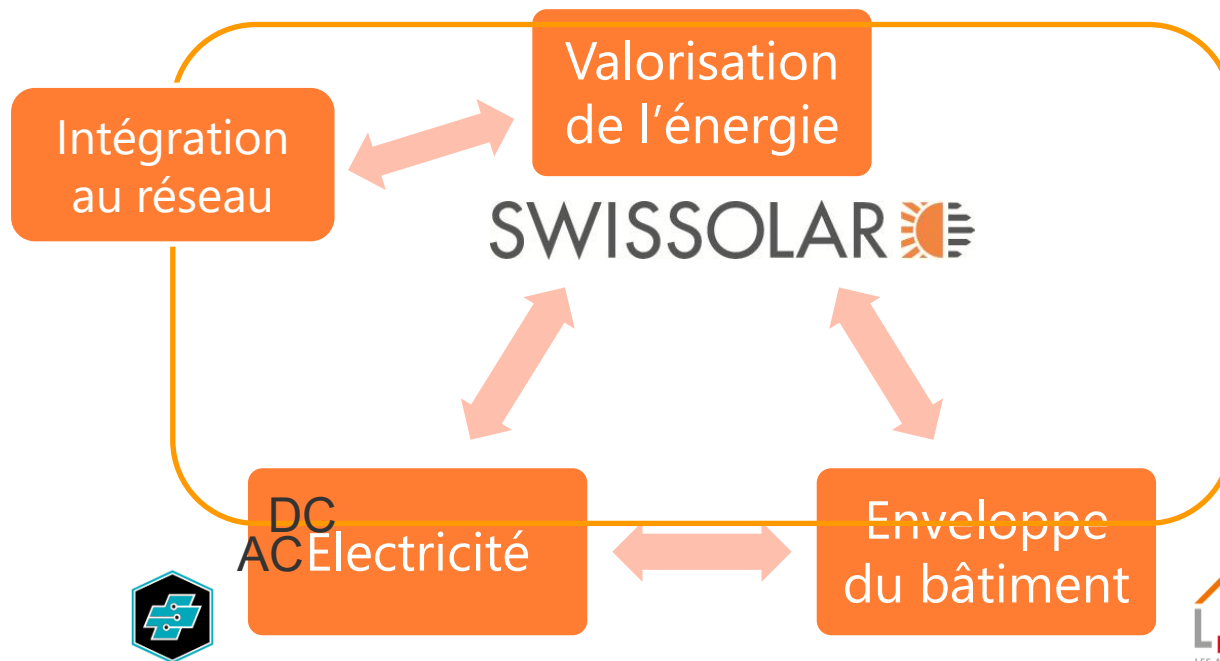 Valorisation
de l'énergie
Intégration
au réseau
SWISSOLAR
DC
AC
Electricité
Enveloppe
du bâtiment
L